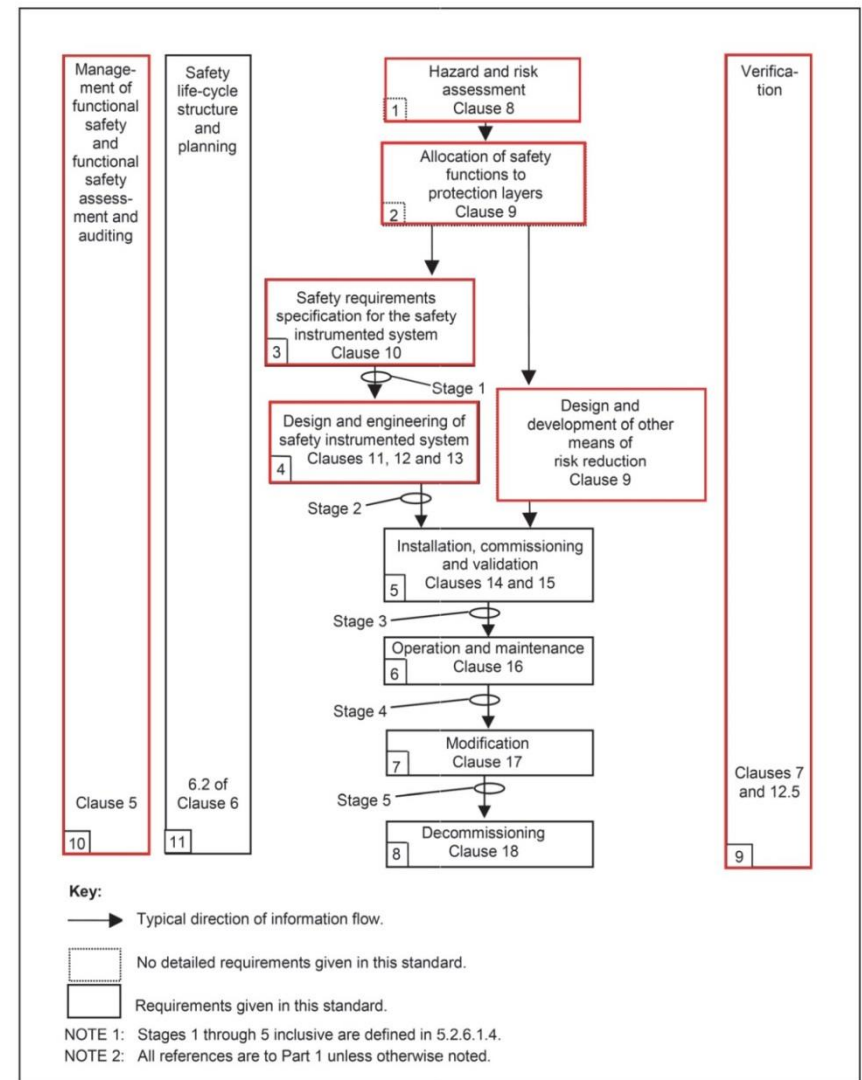 Manage-
ment of
functional
safety
and
functional
safety
assess-
ment and
auditing
Clause 5
10
Safety
life-cycle
structure
and
planning
6.2 of
Clause 6
11
Hazard and risk
assessment
Clause 8
1
Allocation of safety
functions to
protection layers
Clause 9
2
Safety requirements
specification for the safety
instrumented system
Clause 10
3
Stage 1
Design and engineering of
safety instrumented system
Clauses 11, 12 and 13
4
Design and
development of other
means of
risk reduction
Clause 9
Stage 2
Installation, commissioning
and validation
Clauses 14 and 15
5
Stage 3
Operation and maintenance
Clause 16
6
Stage 4
Modification
Clause 17
7
Stage 5
Decommissioning
Clause 18
8
Verifica-
tion
Clauses 7
and 12.5
9
Key:
Typical direction of information flow.
No detailed requirements given in this standard.
Requirements given in this standard.
NOTE 1: Stages 1 through 5 inclusive are defined in 5.2.6.1.4.
NOTE 2: All references are to Part 1 unless otherwise noted.